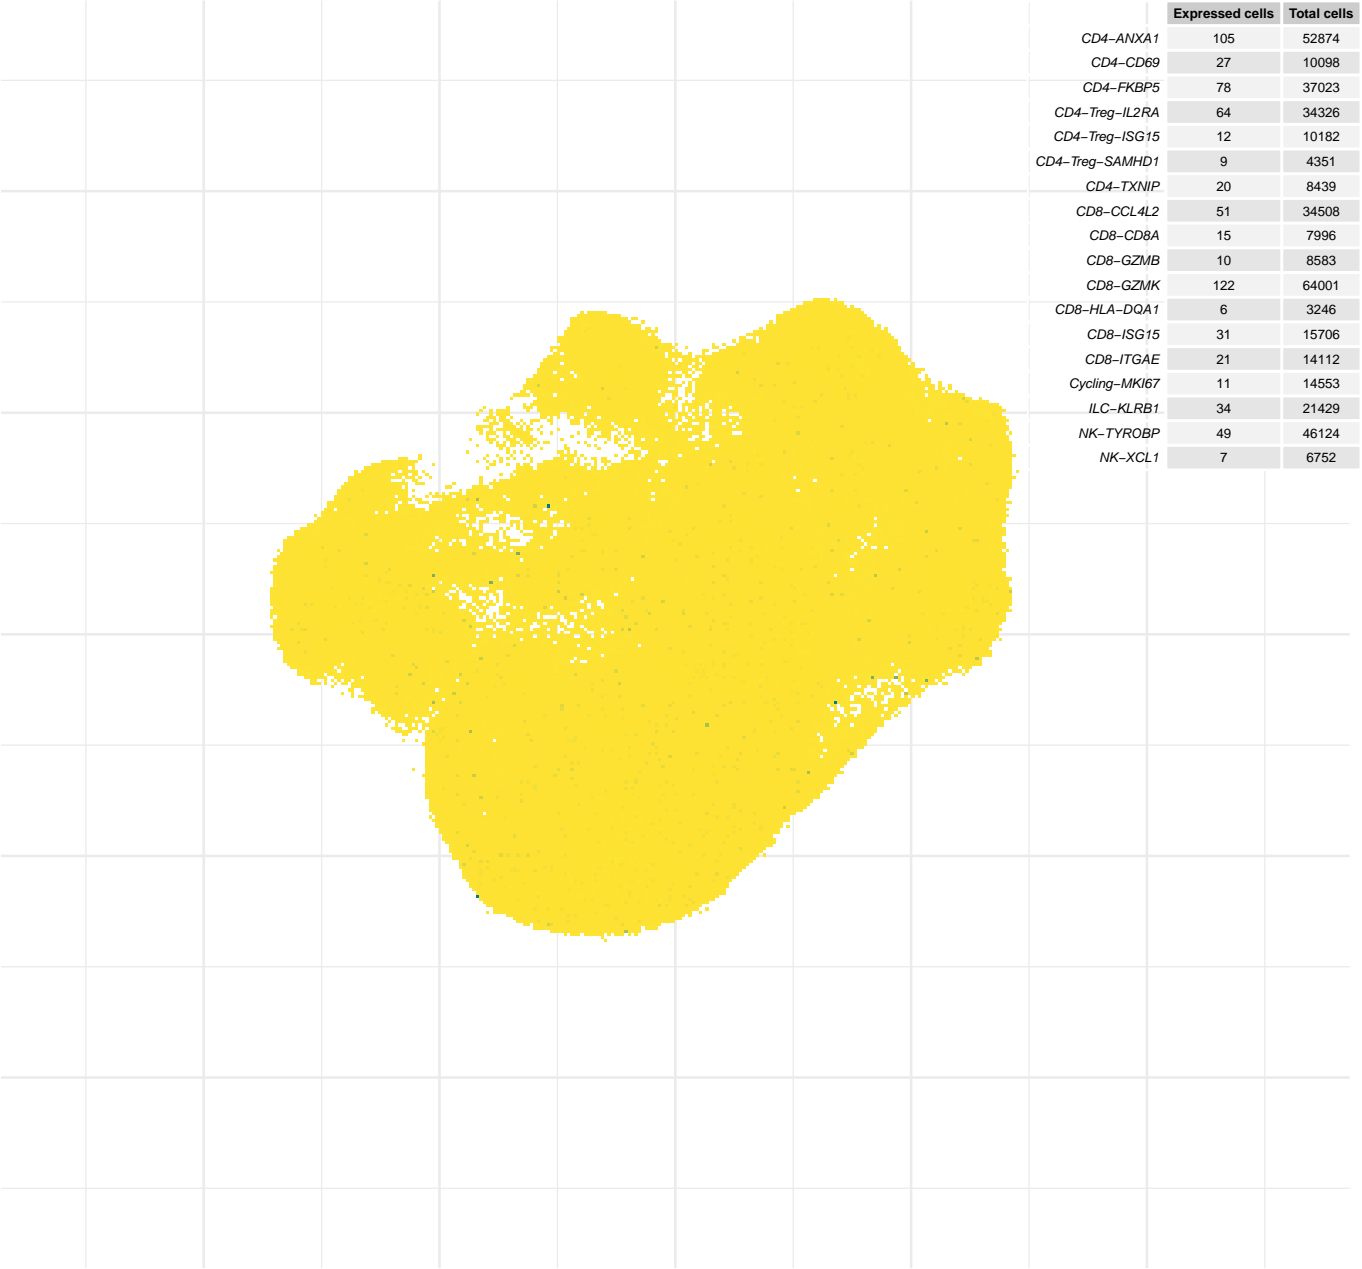 Expressed cells Total cells
CD4−ANXA1 105 52874
CD4−CD69 27 10098
CD4−FKBP5 78 37023
CD4−Treg−IL2RA 64 34326
CD4−Treg−ISG15 12 10182
CD4−Treg−SAMHD1 9 4351
CD4−TXNIP 20 8439
CD8−CCL4L2 51 34508
CD8−CD8A 15 7996
CD8−GZMB 10 8583
CD8−GZMK 122 64001
CD8−HLA−DQA1 6 3246
CD8−ISG15 31 15706
CD8−ITGAE 21 14112
Cycling−MKI67 11 14553
ILC−KLRB1 34 21429
NK−TYROBP 49 46124
NK−XCL1 7 6752